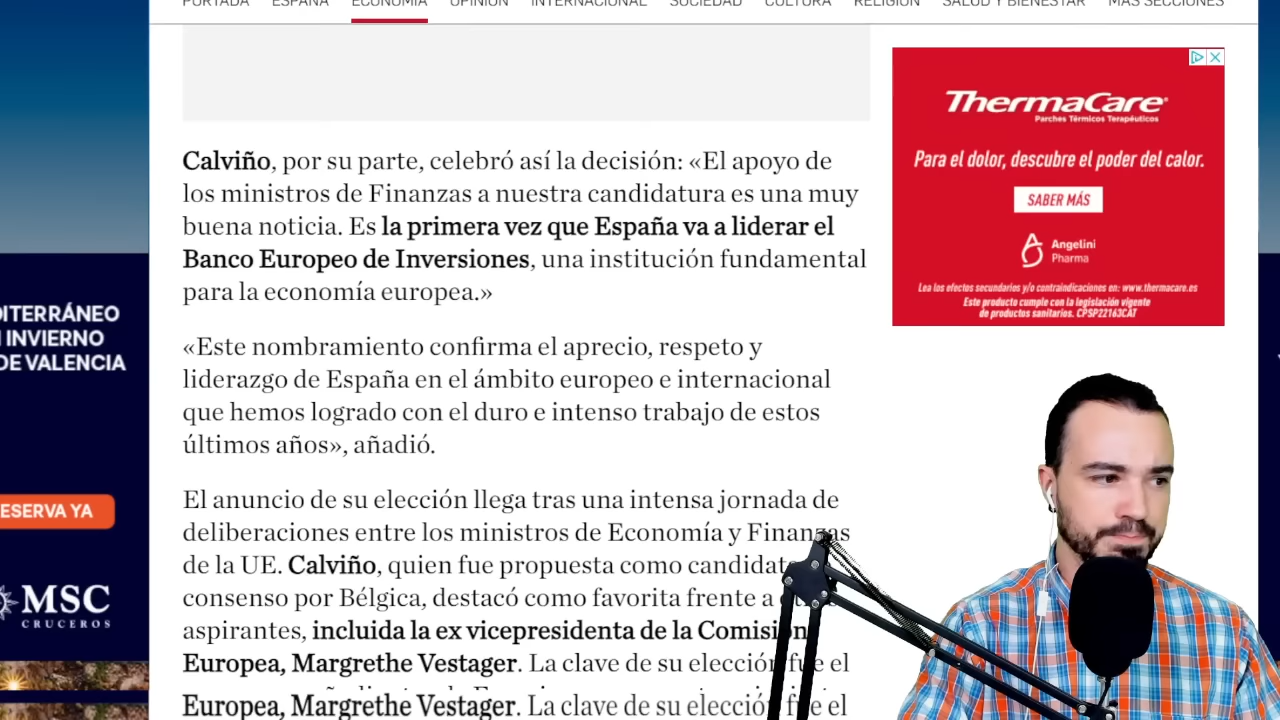 PORTADA ESPAÑA ECONOMÍA OPINIÓN INTERNACIONAL SOCIEDAD CULTURA RELIGIÓN SALUD Y BIENESTAR MÁS SECCIONES
Calviño, por su parte, celebró así la decisión: «El apoyo de
los ministros de Finanzas a nuestra candidatura es una muy
buena noticia. Es la primera vez que España va a liderar el
Banco Europeo de Inversiones, una institución fundamental
para la economía europea.»
«Este nombramiento confirma el aprecio, respeto y
liderazgo de España en el ámbito europeo e internacional
que hemos logrado con el duro e intenso trabajo de estos
últimos años», añadió.
El anuncio de su elección llega tras una intensa jornada de
deliberaciones entre los ministros de Economía y Finanzas
de la UE. Calviño, quien fue propuesta como candidat
consenso por Bélgica, destacó como favorita frente a
aspirantes, incluida la ex vicepresidenta de la Comisión
Europea, Margrethe Vestager. La clave de su elección fue el
Europea, Margrethe Vestager. La clave de su elección fue el
ThermaCare®
Parches Térmicos Terapéuticos
Para el dolor, descubre el poder del calor.
SABER MÁS
Angelini
Pharma
Lea los efectos secundarios y/o contraindicaciones en: www.thermacare.es
Este producto cumple con la legislación vigente
de productos sanitarios. CPSP22163CAT
DITERRÁNEO
INVIERNO
DE VALENCIA
ESERVA YA
MSC
CRUCEROS